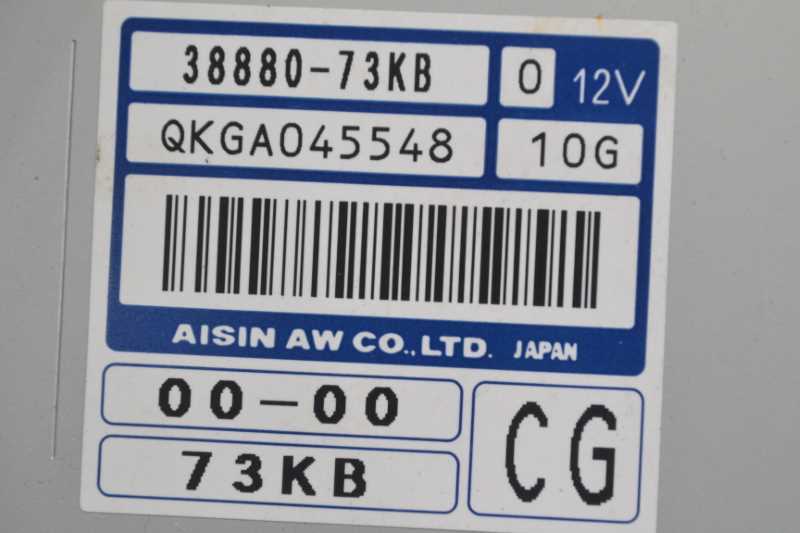 38880-73KB 0 12V
QKGA045548 10G
AISIN AW CO.,LTD. JAPAN
00-00
73KB CG